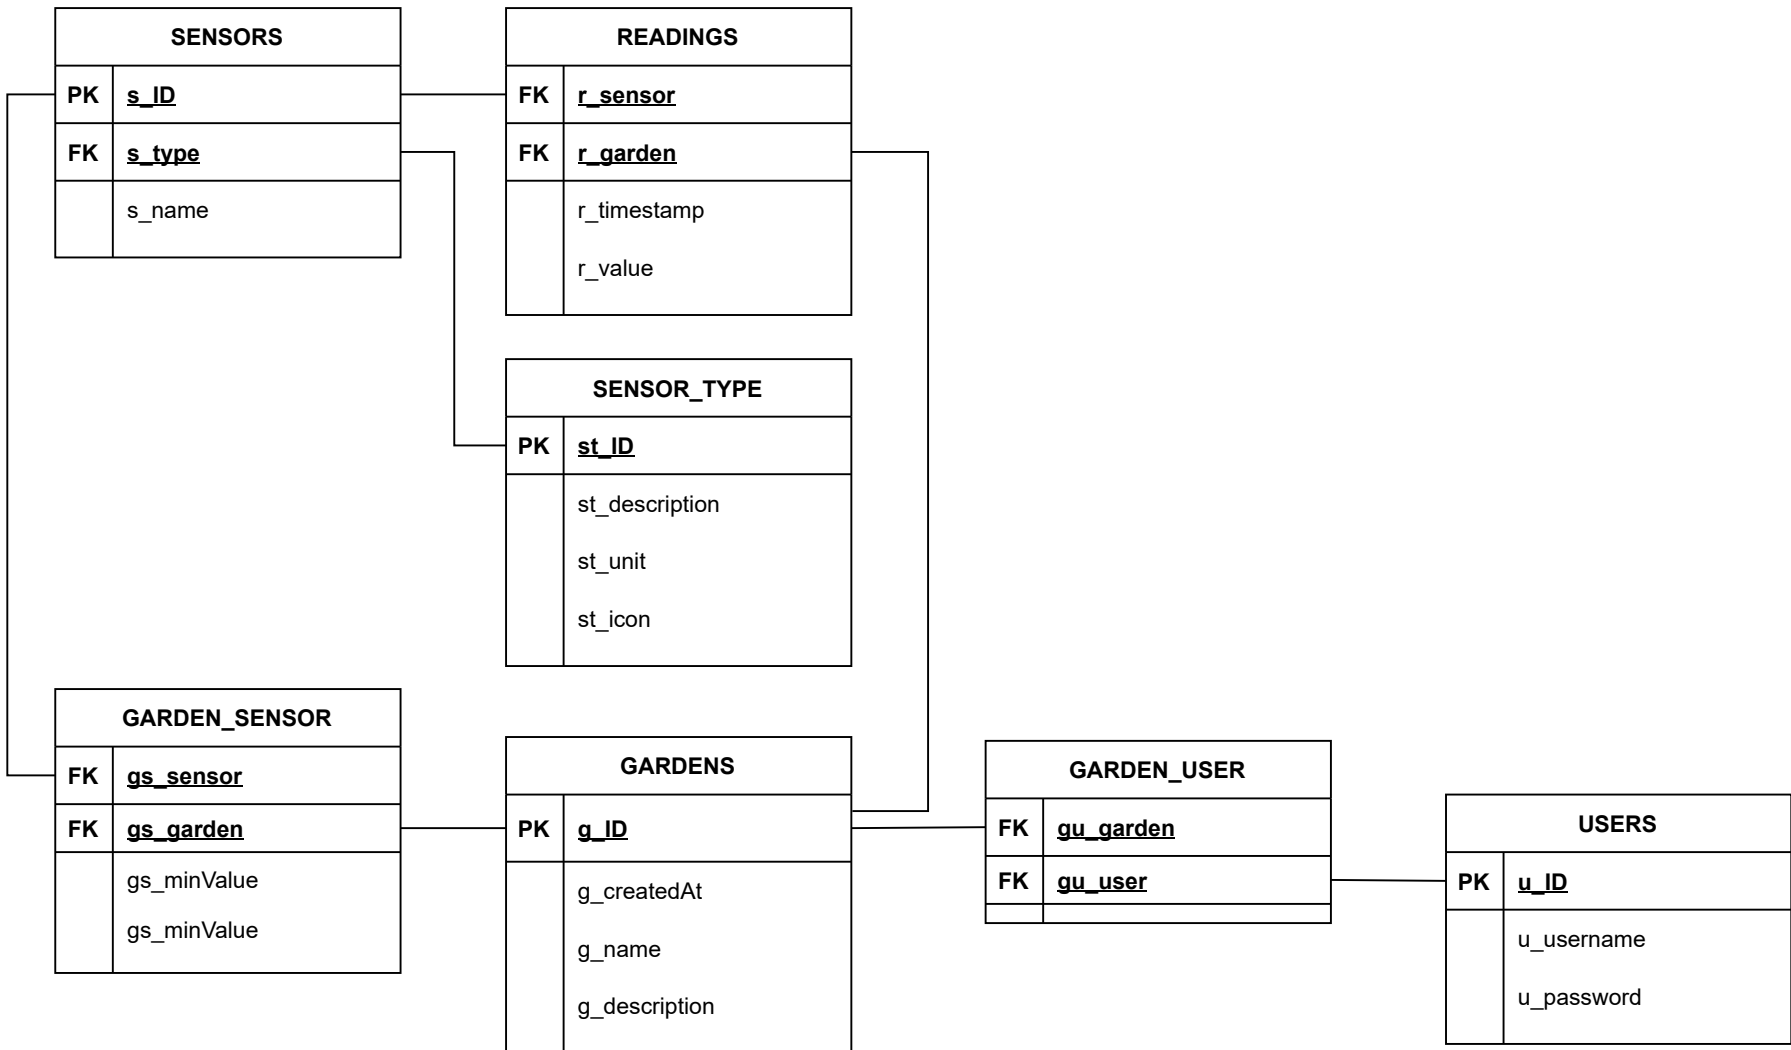 SENSORS
PK s_ID
FK s_type
s_name
READINGS
FK r_sensor
FK r_garden
r_timestamp
r_value
SENSOR_TYPE
PK st_ID
st_description
st_unit
st_icon
GARDEN_SENSOR
FK gs_sensor
FK gs_garden
gs_minValue
gs_minValue
GARDENS
PK g_ID
g_createdAt
g_name
g_description
GARDEN_USER
FK gu_garden
FK gu_user
USERS
PK u_ID
u_username
u_password